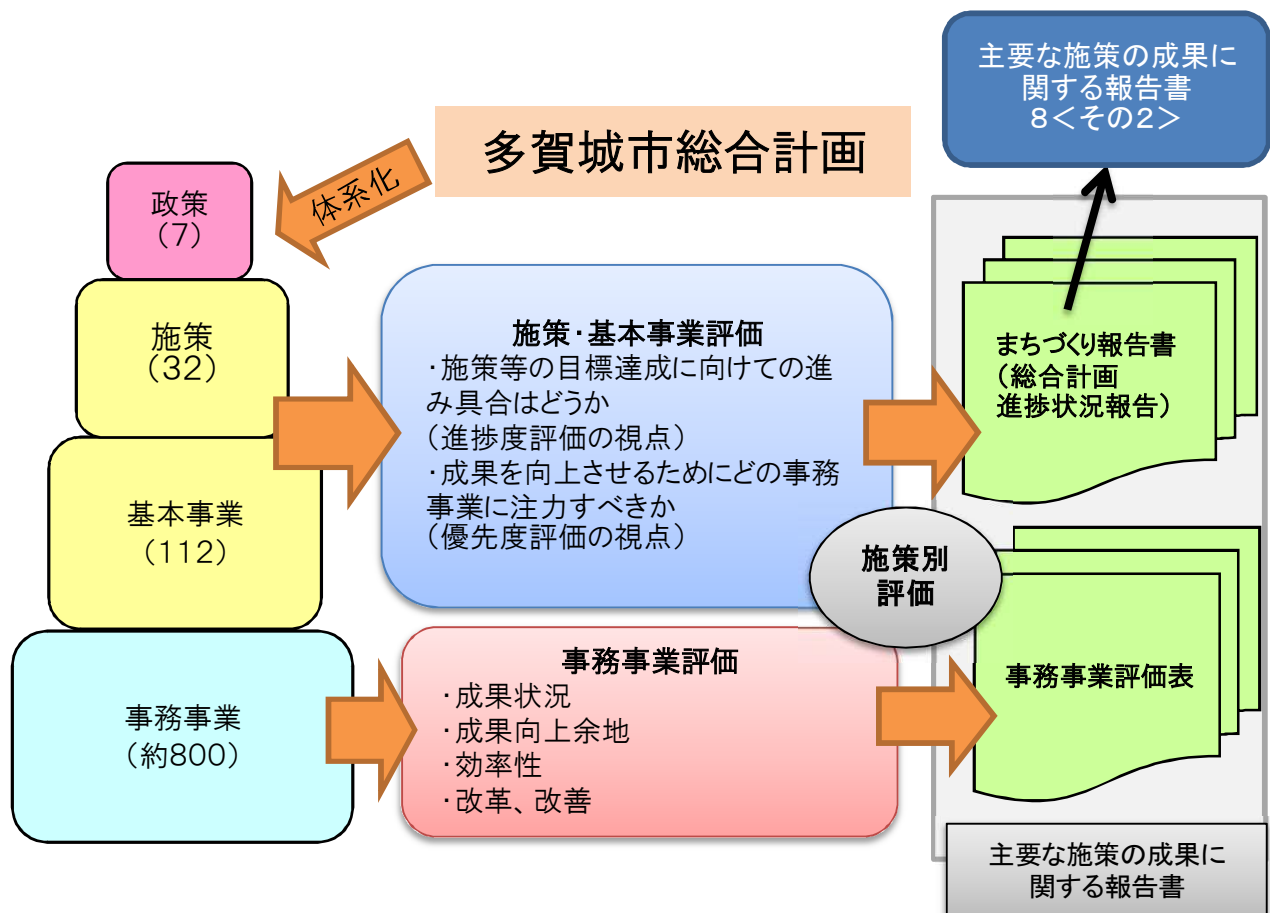 多賀城市総合計画
体系化
政策
(7)
施策
(32)
基本事業
(112)
事務事業
(約800)
施策・基本事業評価
・施策等の目標達成に向けての進
み具合はどうか
(進捗度評価の視点)
・成果を向上させるためにどの事務
事業に注力すべきか
(優先度評価の視点)
事務事業評価
・成果状況
・成果向上余地
・効率性
・改革、改善
施策別
評価
主要な施策の成果に
関する報告書
8<その2>
まちづくり報告書
(総合計画
進捗状況報告)
事務事業評価表
主要な施策の成果に
関する報告書